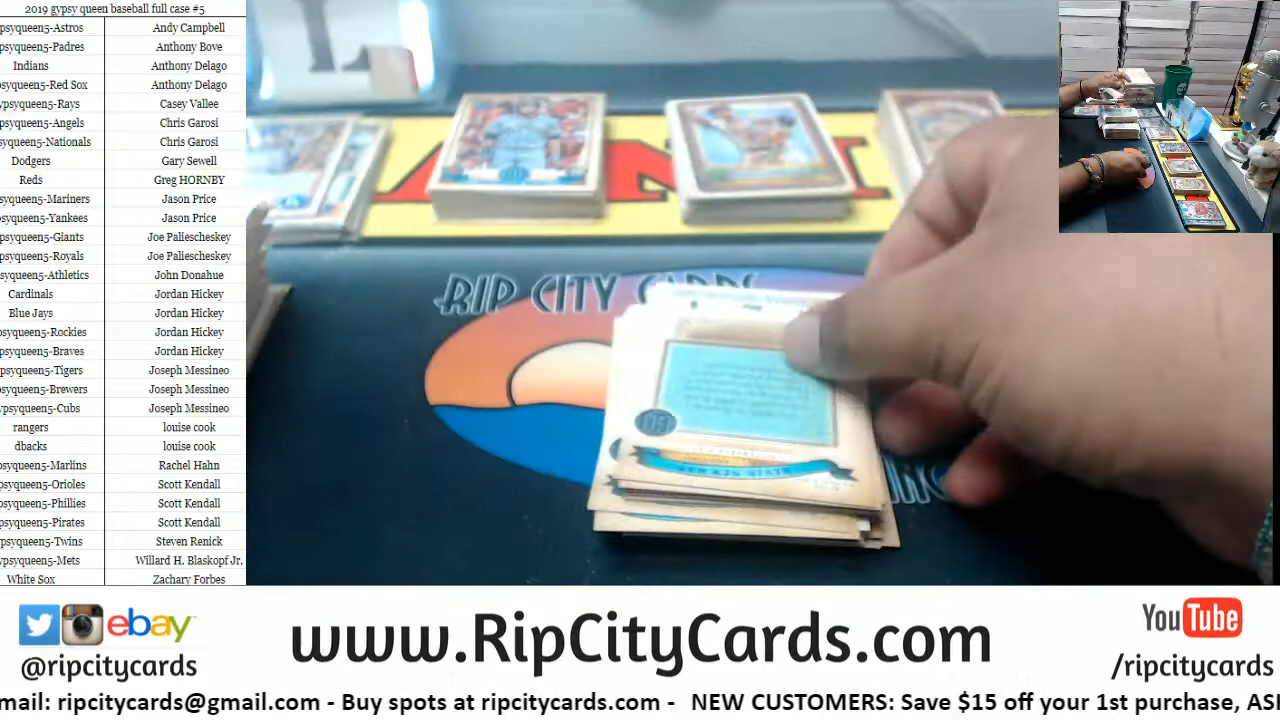 2019 gypsy queen baseball full case #5
psyqueen5-Astros Andy Campbell
psyqueen5-Padres Anthony Bove
Indians Anthony Delago
psyqueen5-Red Sox Anthony Delago
ypsyqueen5-Rays Casey Vallee
psyqueen5-Angels Chris Garosi
psyqueen5-Nationals Chris Garosi
Dodgers Gary Sewell
Reds Greg HORNBY
psyqueen5-Mariners Jason Price
psyqueen5-Yankees Jason Price
psyqueen5-Giants Joe Paliescheskey
psyqueen5-Royals Joe Paliescheskey
syqueen5-Athletics John Donahue
Cardinals Jordan Hickey
Blue Jays Jordan Hickey
psyqueen5-Rockies Jordan Hickey
psyqueen5-Braves Jordan Hickey
psyqueen5-Tigers Joseph Messineo
psyqueen5-Brewers Joseph Messineo
ypsyqueen5-Cubs Joseph Messineo
rangers louise cook
dbacks louise cook
psyqueen5-Marlins Rachel Hahn
psyqueen5-Orioles Scott Kendall
psyqueen5-Phillies Scott Kendall
psyqueen5-Pirates Scott Kendall
psyqueen5-Twins Steven Renick
ypsyqueen5-Mets Willard H. Blaskopf Jr.
White Sox Zachary Forbes
RIP CITY CARDS
ebay
@ripcitycards
www.RipCityCards.com
YouTube
/ripcitycards
mail: ripcitycards@gmail.com - Buy spots at ripcitycards.com - NEW CUSTOMERS: Save $15 off your 1st purchase, ASI